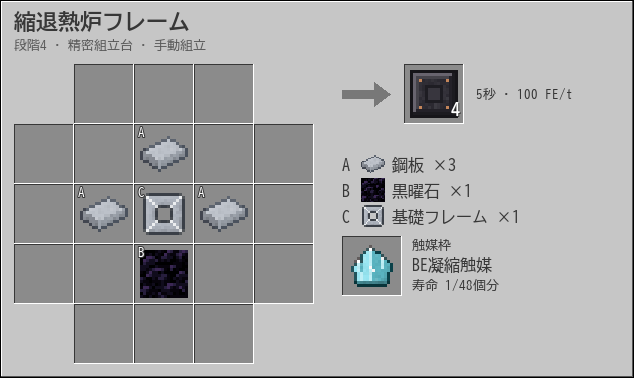 縮退熱炉フレーム
段階4 · 精密組立台 · 手動組立
A
A
C
A
B
4
5秒 · 100 FE/t
A 鋼板 ×3
B 黒曜石 ×1
C 基礎フレーム ×1
触媒枠
BE凝縮触媒
寿命 1/48個分